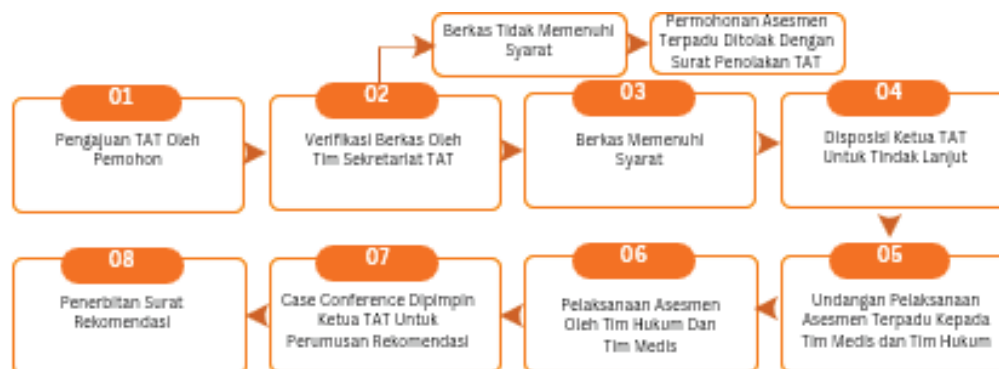 Berkas Tidak Memenuhi
Syarat
Permohonan Asesmen
Terpadu Ditolak Dengan
Surat Penolakan TAT
01
Pengajuan TAT Oleh
Pemohon
02
Verifikasi Berkas Oleh
Tim Sekretariat TAT
03
Berkas Memenuhi
Syarat
04
Disposisi Ketua TAT
Untuk Tindak Lanjut
05
Undangan Pelaksanaan
Asesmen Terpadu Kepada
Tim Medis dan Tim Hukum
06
Pelaksanaan Asesmen
Oleh Tim Hukum Dan
Tim Medis
07
Case Conference Dipimpin
Ketua TAT Untuk
Perumusan Rekomendasi
08
Penerbitan Surat
Rekomendasi